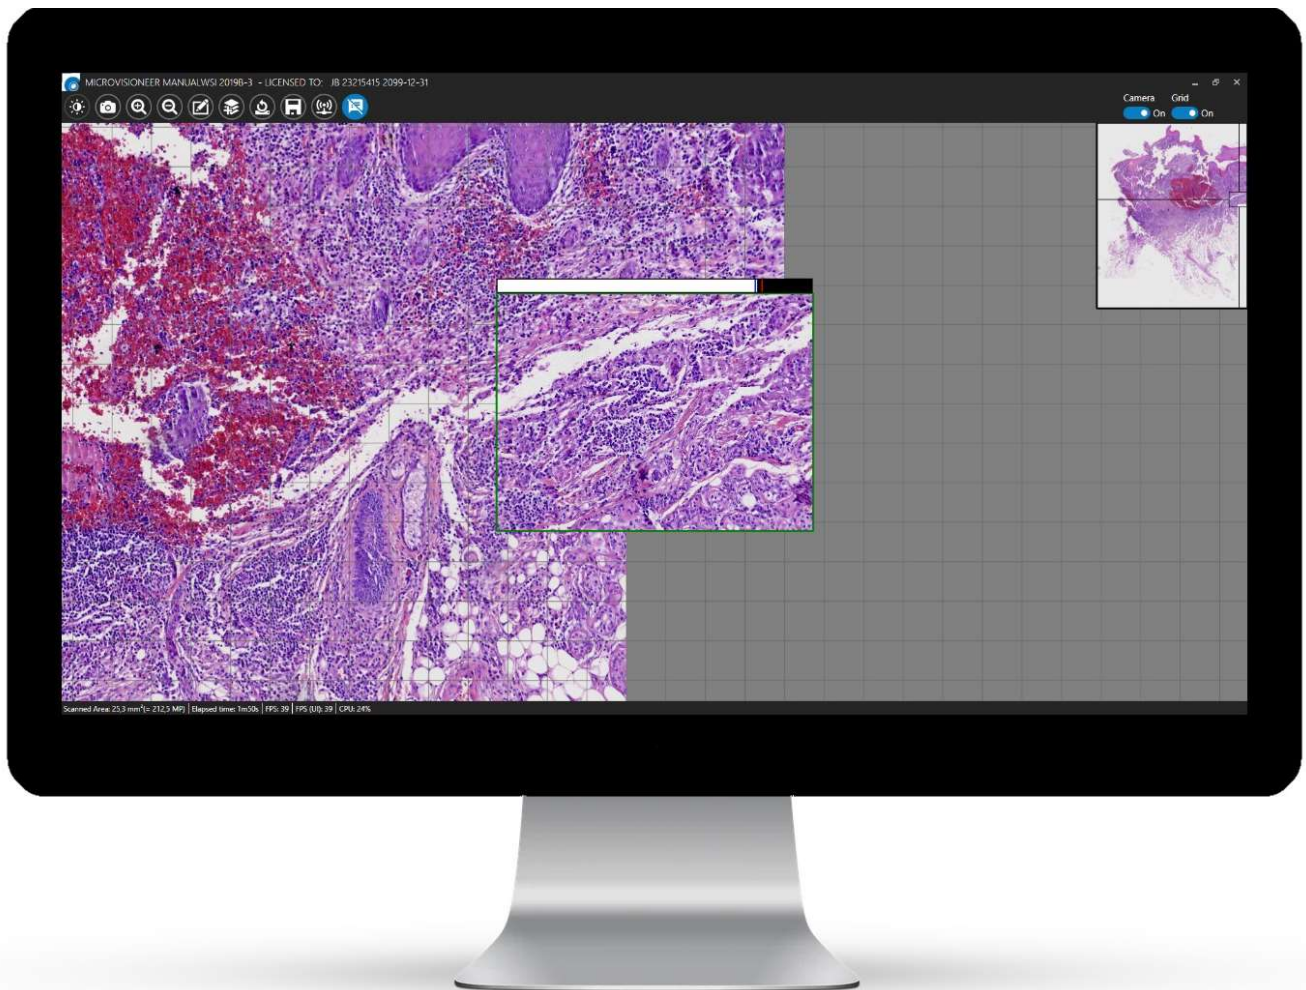 MICROVISIONEER MANUALWSI 2019B-3 - LICENSED TO: JB 23215415 2099-12-31
Camera Grid
On On
Scanned Area: 25,3 mm²(= 212,5 MP) | Elapsed time: 1m50s | FPS: 39 | FPS (UI): 39 | CPU: 24%